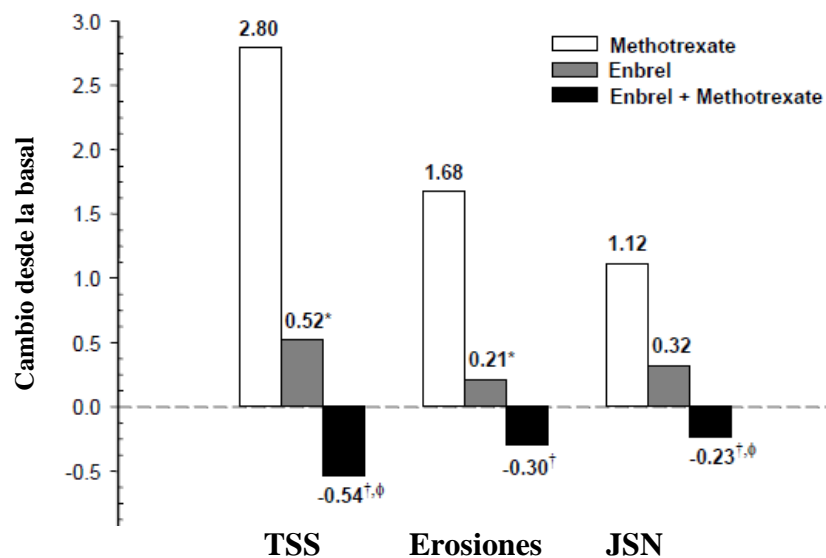 Cambio desde la basal
3.0
2.5
2.0
1.5
1.0
0.5
0.0
-0.5
Methotrexate
Enbrel
Enbrel + Methotrexate
2.80
0.52*
-0.54†,ϕ
1.68
0.21*
-0.30†
1.12
0.32
-0.23†,ϕ
TSS Erosiones JSN